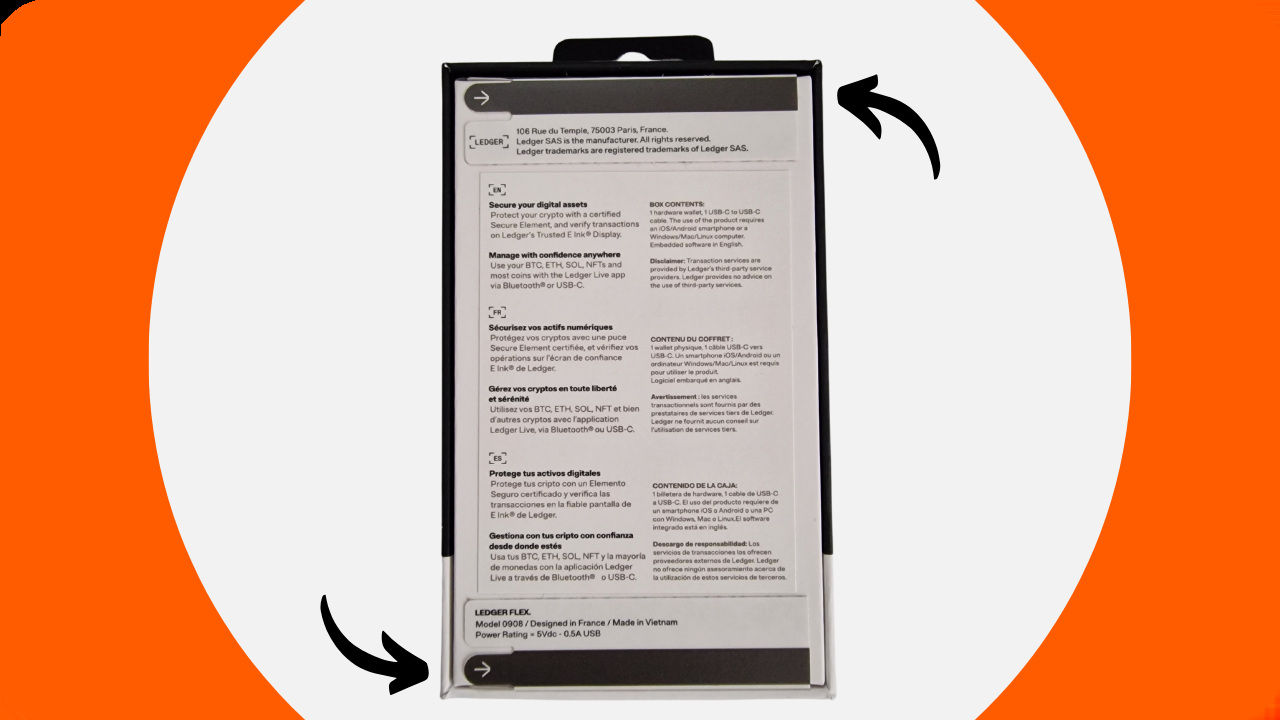 LEDGER
106 Rue du Temple, 75003 Paris, France.
Ledger SAS is the manufacturer. All rights reserved.
Ledger trademarks are registered trademarks of Ledger SAS.
EN
Secure your digital assets
Protect your crypto with a certified
Secure Element, and verify transactions
on Ledger's Trusted E Ink® Display.
Manage with confidence anywhere
Use your BTC, ETH, SOL, NFTs and
most coins with the Ledger Live app
via Bluetooth® or USB-C.
BOX CONTENTS:
1 hardware wallet, 1 USB-C to USB-C
cable. The use of the product requires
an iOS/Android smartphone or a
Windows/Mac/Linux computer.
Embedded software in English.
Disclaimer: Transaction services are
provided by Ledger's third-party service
providers. Ledger provides no advice on
the use of third-party services.
FR
Sécurisez vos actifs numériques
Protégez vos cryptos avec une puce
Secure Element certifiée, et vérifiez vos
opérations sur l'écran de confiance
E Ink® de Ledger.
Gérez vos cryptos en toute liberté
et sérénité
Utilisez vos BTC, ETH, SOL, NFT et bien
d'autres cryptos avec l'application
Ledger Live, via Bluetooth® ou USB-C.
CONTENU DU COFFRET :
1 wallet physique, 1 câble USB-C vers
USB-C. Un smartphone iOS/Android ou un
ordinateur Windows/Mac/Linux est requis
pour utiliser le produit.
Logiciel embarqué en anglais.
Avertissement : les services
transactionnels sont fournis par des
prestataires de services tiers de Ledger.
Ledger ne fournit aucun conseil sur
l'utilisation de services tiers.
ES
Protege tus activos digitales
Protege tus cripto con un Elemento
Seguro certificado y verifica las
transacciones en la fiable pantalla de
E Ink® de Ledger.
Gestiona con tus cripto con confianza
desde donde estés
Usa tus BTC, ETH, SOL, NFT y la mayoría
de monedas con la aplicación Ledger
Live a través de Bluetooth® o USB-C.
CONTENIDO DE LA CAJA:
1 billetera de hardware, 1 cable de USB-C
a USB-C. El uso del producto requiere de
un smartphone iOS o Android o una PC
con Windows, Mac o Linux.El software
integrado está en inglés.
Descargo de responsabilidad: Los
servicios de transacciones los ofrecen
proveedores externos de Ledger. Ledger
no ofrece ningún asesoramiento acerca de
la utilización de estos servicios de terceros.
LEDGER FLEX.
Model 0908 / Designed in France / Made in Vietnam
Power Rating = 5Vdc - 0.5A USB